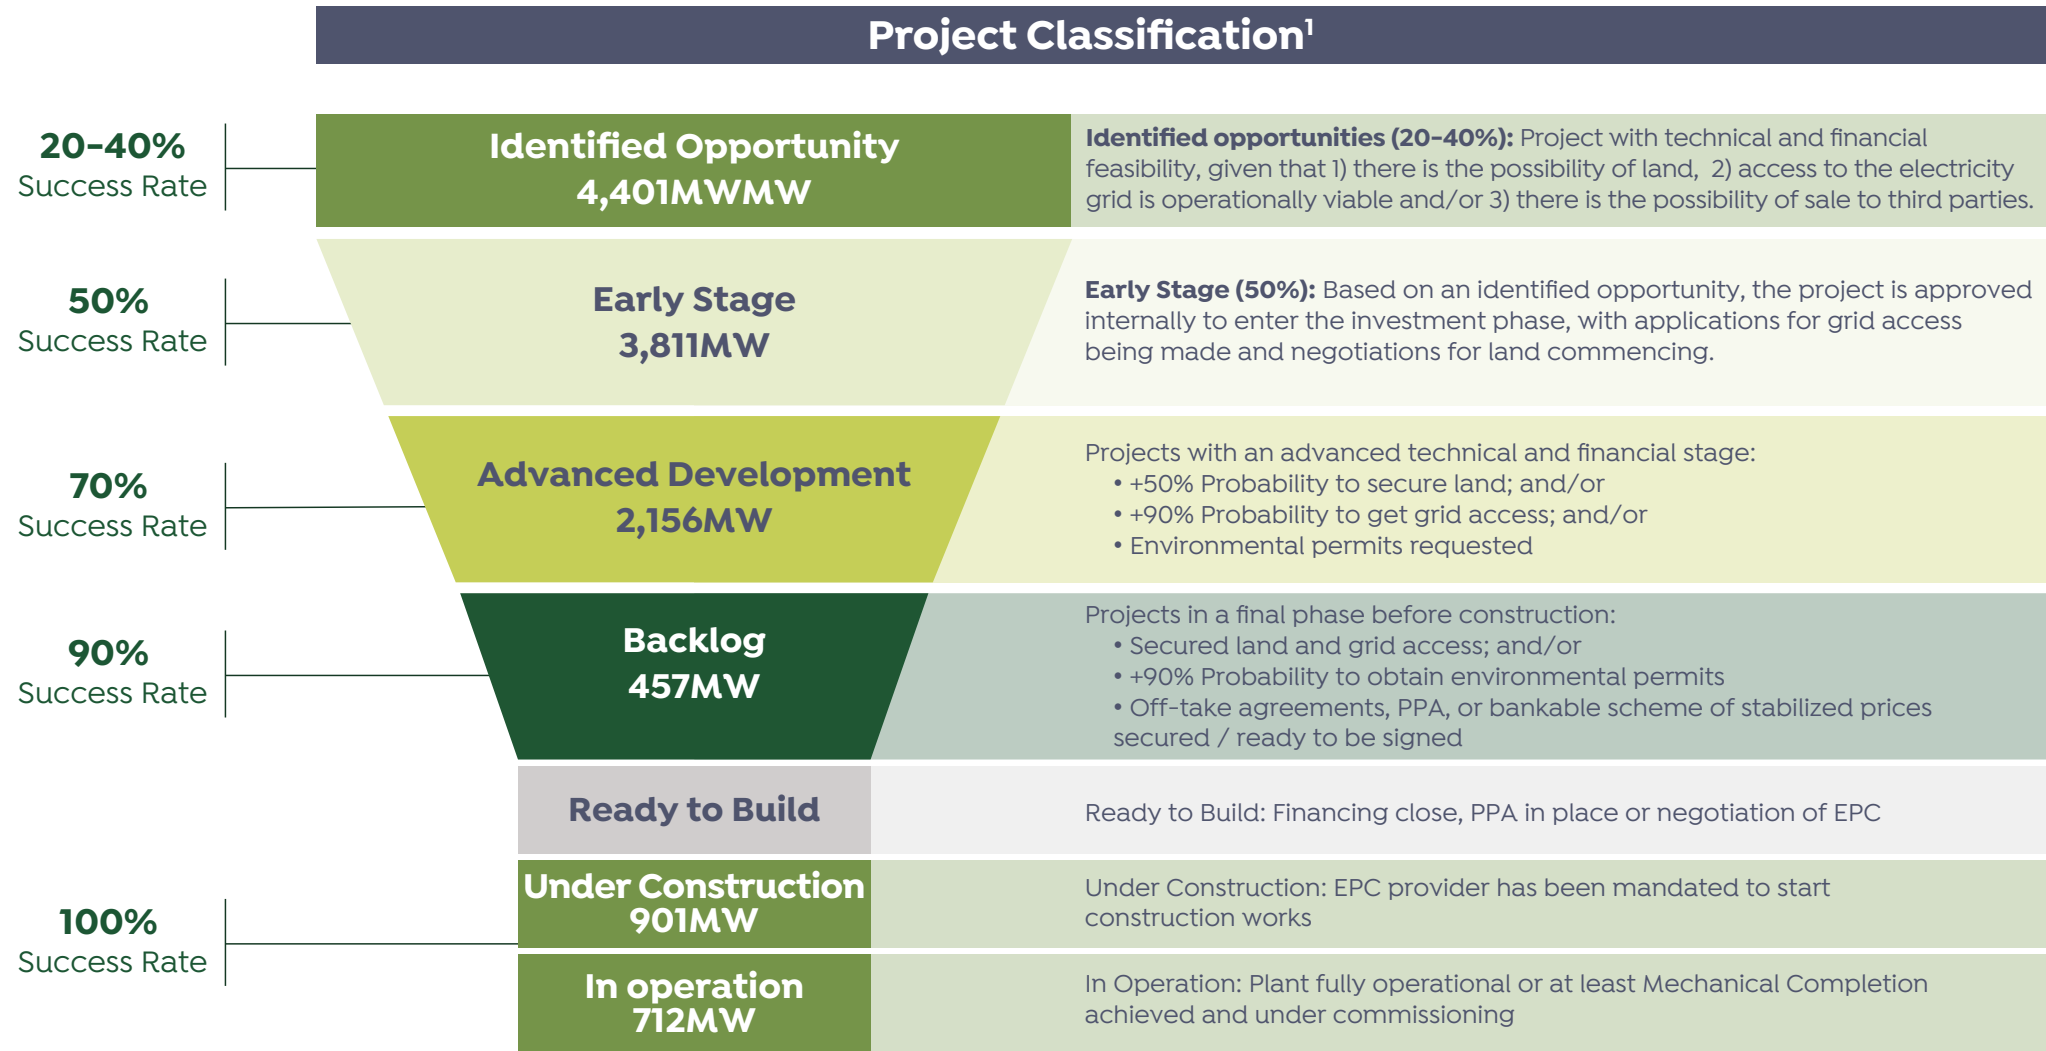 Project Classification¹
20-40%
Success Rate
Identified Opportunity
4,401MWMW
Identified opportunities (20-40%): Project with technical and financial
feasibility, given that 1) there is the possibility of land, 2) access to the electricity
grid is operationally viable and/or 3) there is the possibility of sale to third parties.
50%
Success Rate
Early Stage
3,811MW
Early Stage (50%): Based on an identified opportunity, the project is approved
internally to enter the investment phase, with applications for grid access
being made and negotiations for land commencing.
70%
Success Rate
Advanced Development
2,156MW
Projects with an advanced technical and financial stage:
• +50% Probability to secure land; and/or
• +90% Probability to get grid access; and/or
• Environmental permits requested
90%
Success Rate
Backlog
457MW
Projects in a final phase before construction:
• Secured land and grid access; and/or
• +90% Probability to obtain environmental permits
• Off-take agreements, PPA, or bankable scheme of stabilized prices
secured / ready to be signed
Ready to Build
Ready to Build: Financing close, PPA in place or negotiation of EPC
100%
Success Rate
Under Construction
901MW
Under Construction: EPC provider has been mandated to start
construction works
In operation
712MW
In Operation: Plant fully operational or at least Mechanical Completion
achieved and under commissioning